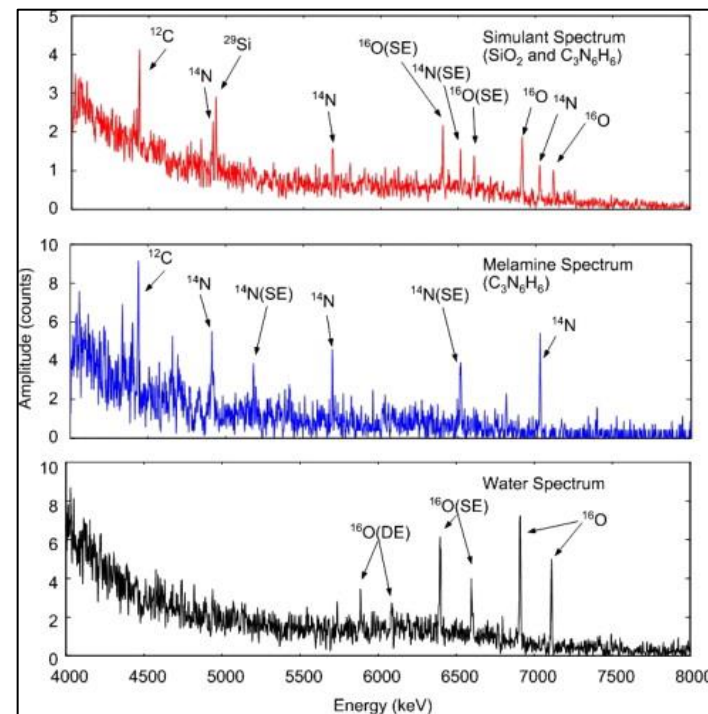 5
4
3
2
1
0
¹²C
¹⁴N
²⁹Si
¹⁴N
¹⁶O(SE)
¹⁴N(SE)
¹⁶O(SE)
¹⁶O
¹⁴N
¹⁶O
Simulant Spectrum
(SiO₂ and C₃N₆H₆)
10
8
6
4
2
0
¹²C
¹⁴N
¹⁴N(SE)
¹⁴N
¹⁴N(SE)
¹⁴N
Melamine Spectrum
(C₃N₆H₆)
Amplitude (counts)
10
8
6
4
2
0
¹⁶O(DE)
¹⁶O(SE)
¹⁶O
Water Spectrum
4000 4500 5000 5500 6000 6500 7000 7500 8000
Energy (keV)